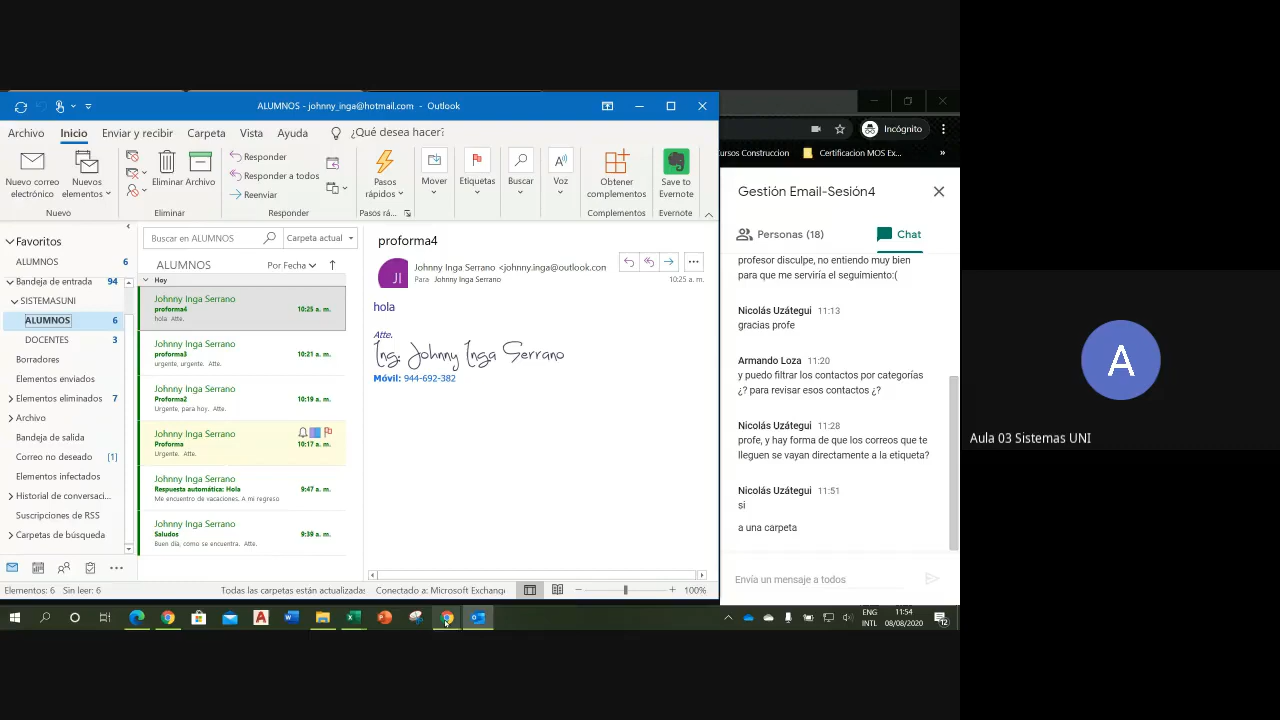 ALUMNOS - johnny_inga@hotmail.com - Outlook
Incógnito
Archivo Inicio Enviar y recibir Carpeta Vista Ayuda ¿Qué desea hacer?
Cursos Construccion Certificacion MOS Ex... »
Nuevo correo electrónico
Nuevos elementos
Nuevo
Eliminar Archivo
Eliminar
Responder
Responder a todos
Reenviar
Responder
Pasos rápidos
Pasos rá...
Mover
Etiquetas
Buscar
Voz
Obtener complementos
Complementos
Save to Evernote
Evernote
Favoritos
ALUMNOS 6
Bandeja de entrada 94
SISTEMASUNI
ALUMNOS 6
DOCENTES 3
Borradores
Elementos enviados
Elementos eliminados 7
Archivo
Bandeja de salida
Correo no deseado [1]
Elementos infectados
Historial de conversaci...
Suscripciones de RSS
Carpetas de búsqueda
Buscar en ALUMNOS Carpeta actual
ALUMNOS Por Fecha
Hoy
Johnny Inga Serrano
proforma4 10:25 a. m.
hola Atte.
Johnny Inga Serrano
proforma3 10:21 a. m.
urgente, urgente. Atte.
Johnny Inga Serrano
Proforma2 10:19 a. m.
Urgente, para hoy. Atte.
Johnny Inga Serrano
Proforma 10:17 a. m.
Urgente. Atte.
Johnny Inga Serrano
Respuesta automática: Hola 9:47 a. m.
Me encuentro de vacaciones. A mi regreso
Johnny Inga Serrano
Saludos 9:39 a. m.
Buen día, como se encuentra. Atte.
proforma4
JI
Johnny Inga Serrano <johnny.inga@outlook.con
Para Johnny Inga Serrano
10:25 a. m.
hola
Atte.
Ing. Johnny Inga Serrano
Móvil: 944-692-382
Elementos: 6 Sin leer: 6 Todas las carpetas están actualizadas Conectado a: Microsoft Exchang 100%
Gestión Email-Sesión4
Personas (18) Chat
profesor disculpe, no entiendo muy bien
para que me serviría el seguimiento:(
Nicolás Uzátegui 11:13
gracias profe
Armando Loza 11:20
y puedo filtrar los contactos por categorías
¿? para revisar esos contactos ¿?
Nicolás Uzátegui 11:28
profe, y hay forma de que los correos que te
lleguen se vayan directamente a la etiqueta?
Nicolás Uzátegui 11:51
si
a una carpeta
Envía un mensaje a todos
ENG
INTL
11:54
08/08/2020
12
A
Aula 03 Sistemas UNI